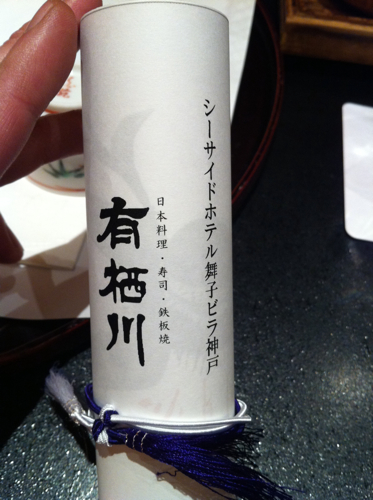 シーサイドホテル舞子ビラ神戸
日本料理・寿司・鉄板焼
有栖川